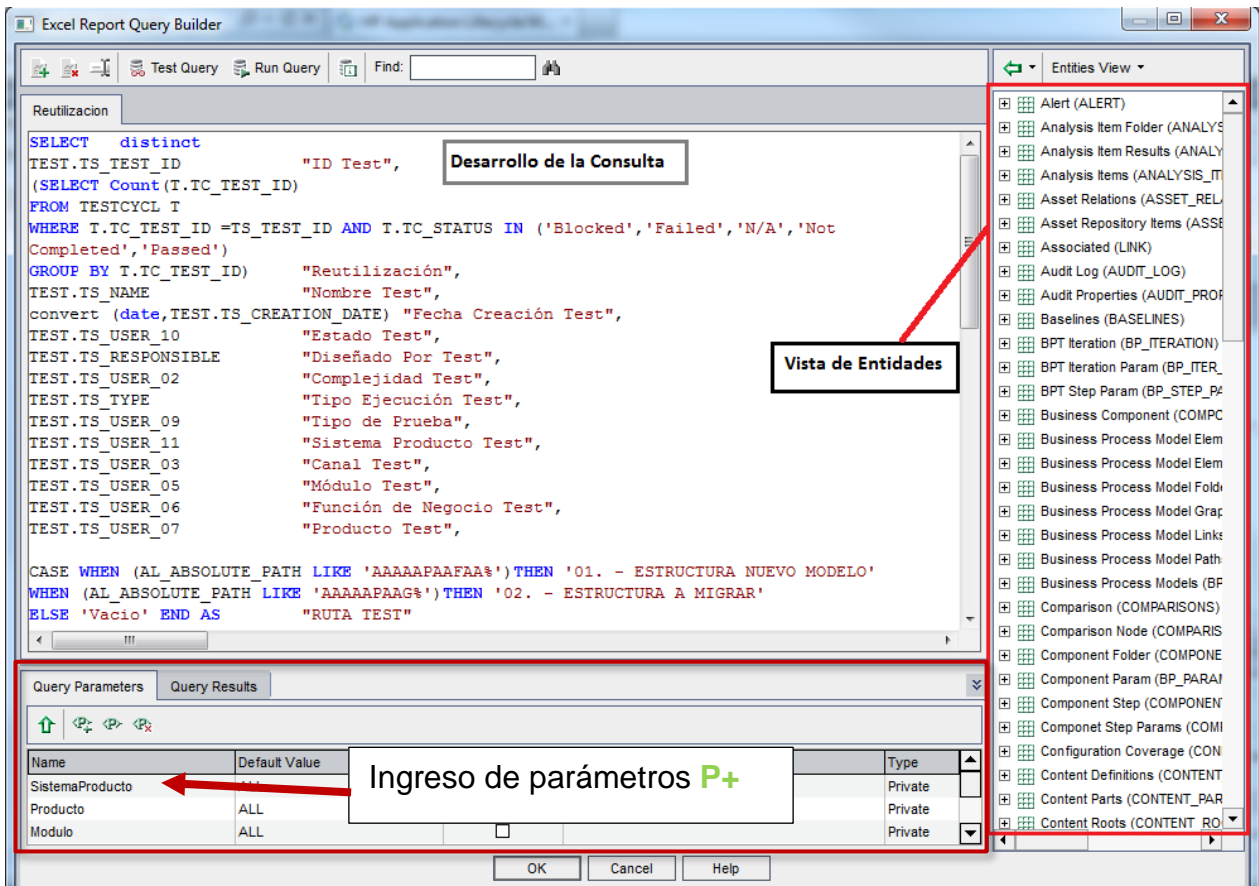 Excel Report Query Builder
Test Query Run Query Find:
Entities View
Reutilizacion
SELECT distinct
TEST.TS_TEST_ID "ID Test",
(SELECT Count(T.TC_TEST_ID)
FROM TESTCYCL T
WHERE T.TC_TEST_ID =TS_TEST_ID AND T.TC_STATUS IN ('Blocked','Failed','N/A','Not
Completed','Passed')
GROUP BY T.TC_TEST_ID) "Reutilización",
TEST.TS_NAME "Nombre Test",
convert (date,TEST.TS_CREATION_DATE) "Fecha Creación Test",
TEST.TS_USER_10 "Estado Test",
TEST.TS_RESPONSIBLE "Diseñado Por Test",
TEST.TS_USER_02 "Complejidad Test",
TEST.TS_TYPE "Tipo Ejecución Test",
TEST.TS_USER_09 "Tipo de Prueba",
TEST.TS_USER_11 "Sistema Producto Test",
TEST.TS_USER_03 "Canal Test",
TEST.TS_USER_05 "Módulo Test",
TEST.TS_USER_06 "Función de Negocio Test",
TEST.TS_USER_07 "Producto Test",
CASE WHEN (AL_ABSOLUTE_PATH LIKE 'AAAAAPAAFAA%')THEN '01. - ESTRUCTURA NUEVO MODELO'
WHEN (AL_ABSOLUTE_PATH LIKE 'AAAAAPAAG%')THEN '02. - ESTRUCTURA A MIGRAR'
ELSE 'Vacio' END AS "RUTA TEST"
Desarrollo de la Consulta
Vista de Entidades
Alert (ALERT)
Analysis Item Folder (ANALYS
Analysis Item Results (ANALY
Analysis Items (ANALYSIS_IT
Asset Relations (ASSET_REL
Asset Repository Items (ASSE
Associated (LINK)
Audit Log (AUDIT_LOG)
Audit Properties (AUDIT_PROP
Baselines (BASELINES)
BPT Iteration (BP_ITERATION)
BPT Iteration Param (BP_ITER_
BPT Step Param (BP_STEP_PA
Business Component (COMPO
Business Process Model Elem
Business Process Model Elem
Business Process Model Folde
Business Process Model Grap
Business Process Model Links
Business Process Model Path
Business Process Models (BP
Comparison (COMPARISONS)
Comparison Node (COMPARIS
Component Folder (COMPONE
Component Param (BP_PARAM
Component Step (COMPONENT
Componet Step Params (COMP
Configuration Coverage (CON
Content Definitions (CONTENT
Content Parts (CONTENT_PAR
Content Roots (CONTENT_RO
Query Parameters Query Results
Name Default Value Type
SistemaProducto Private
Producto ALL Private
Modulo ALL Private
Ingreso de parámetros P+
OK Cancel Help